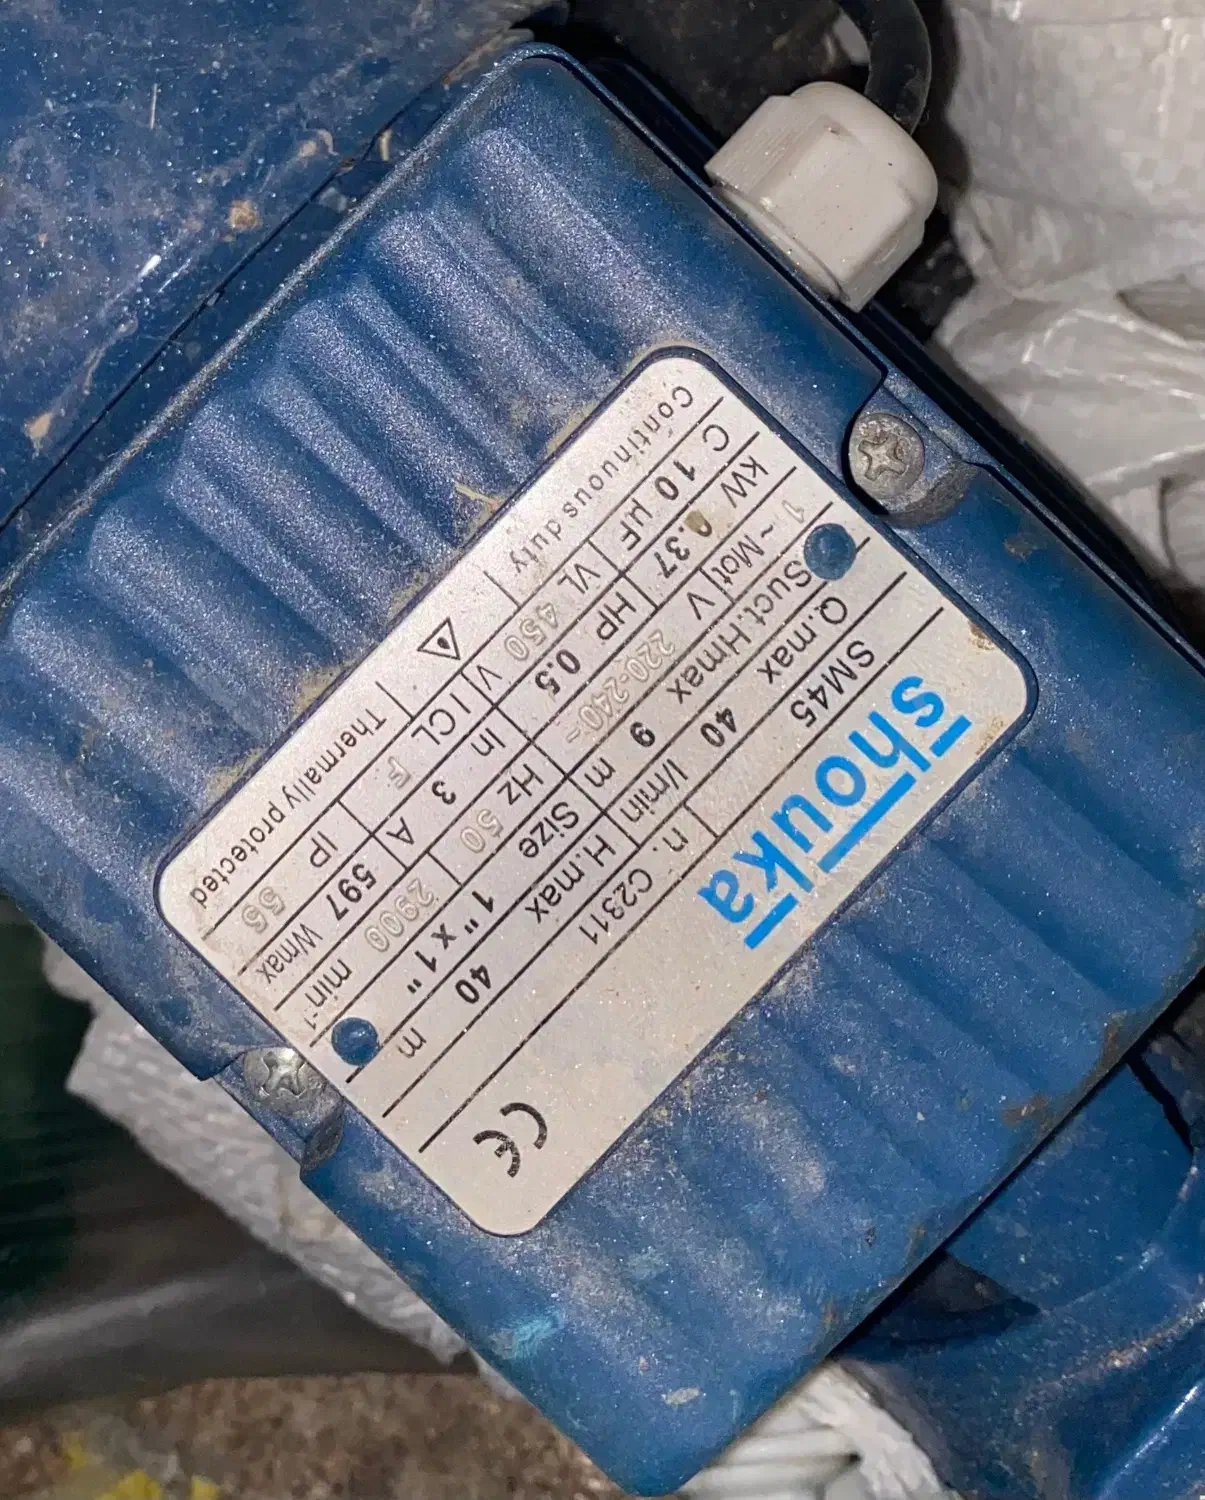 shouka
SM45 n. C2311 CE
Q.max 40 l/min H.max 40 m
Suct.Hmax 9 m Size 1" x 1"
1 ~ Mot V 220-240~ Hz 50 2900 min-1
kW 0.37 HP 0.5 In 3 A 597 Wmax
C 10 µF VL 450 V I CL F IP 55
Continuous duty Thermally protected